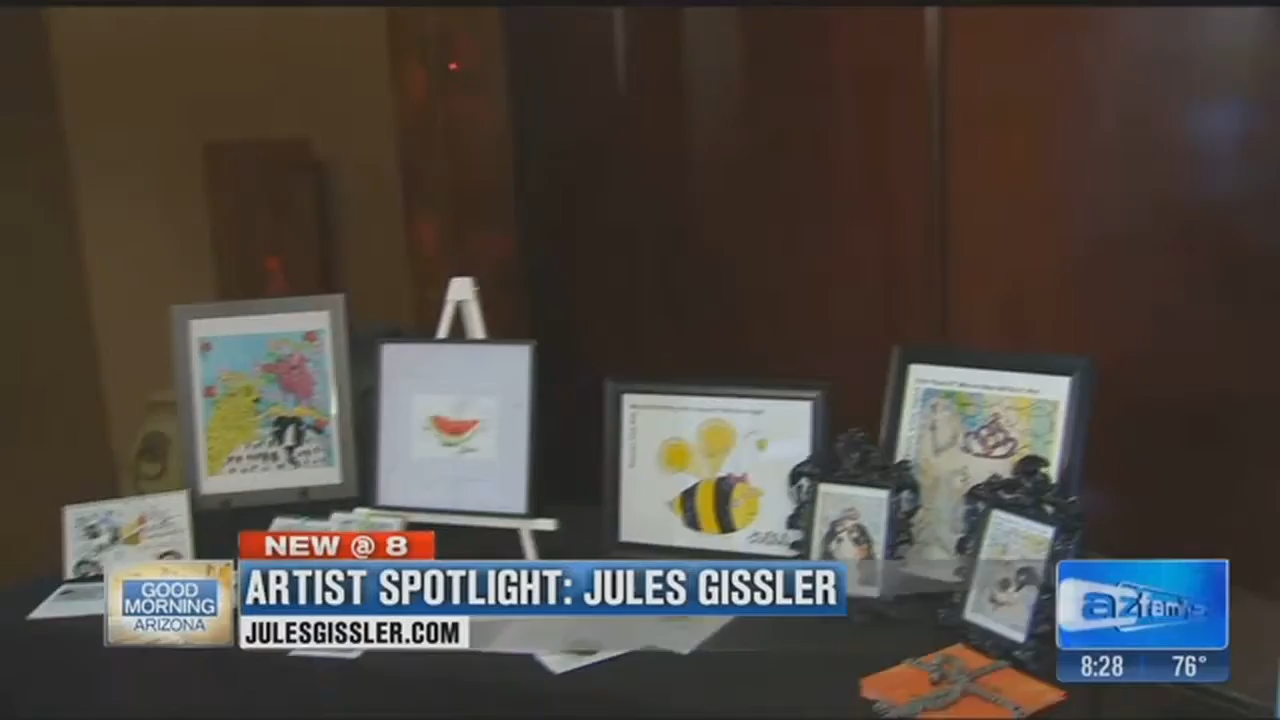 NEW @ 8
GOOD
MORNING
ARIZONA
ARTIST SPOTLIGHT: JULES GISSLER
JULESGISSLER.COM
azfamily
8:28 76°